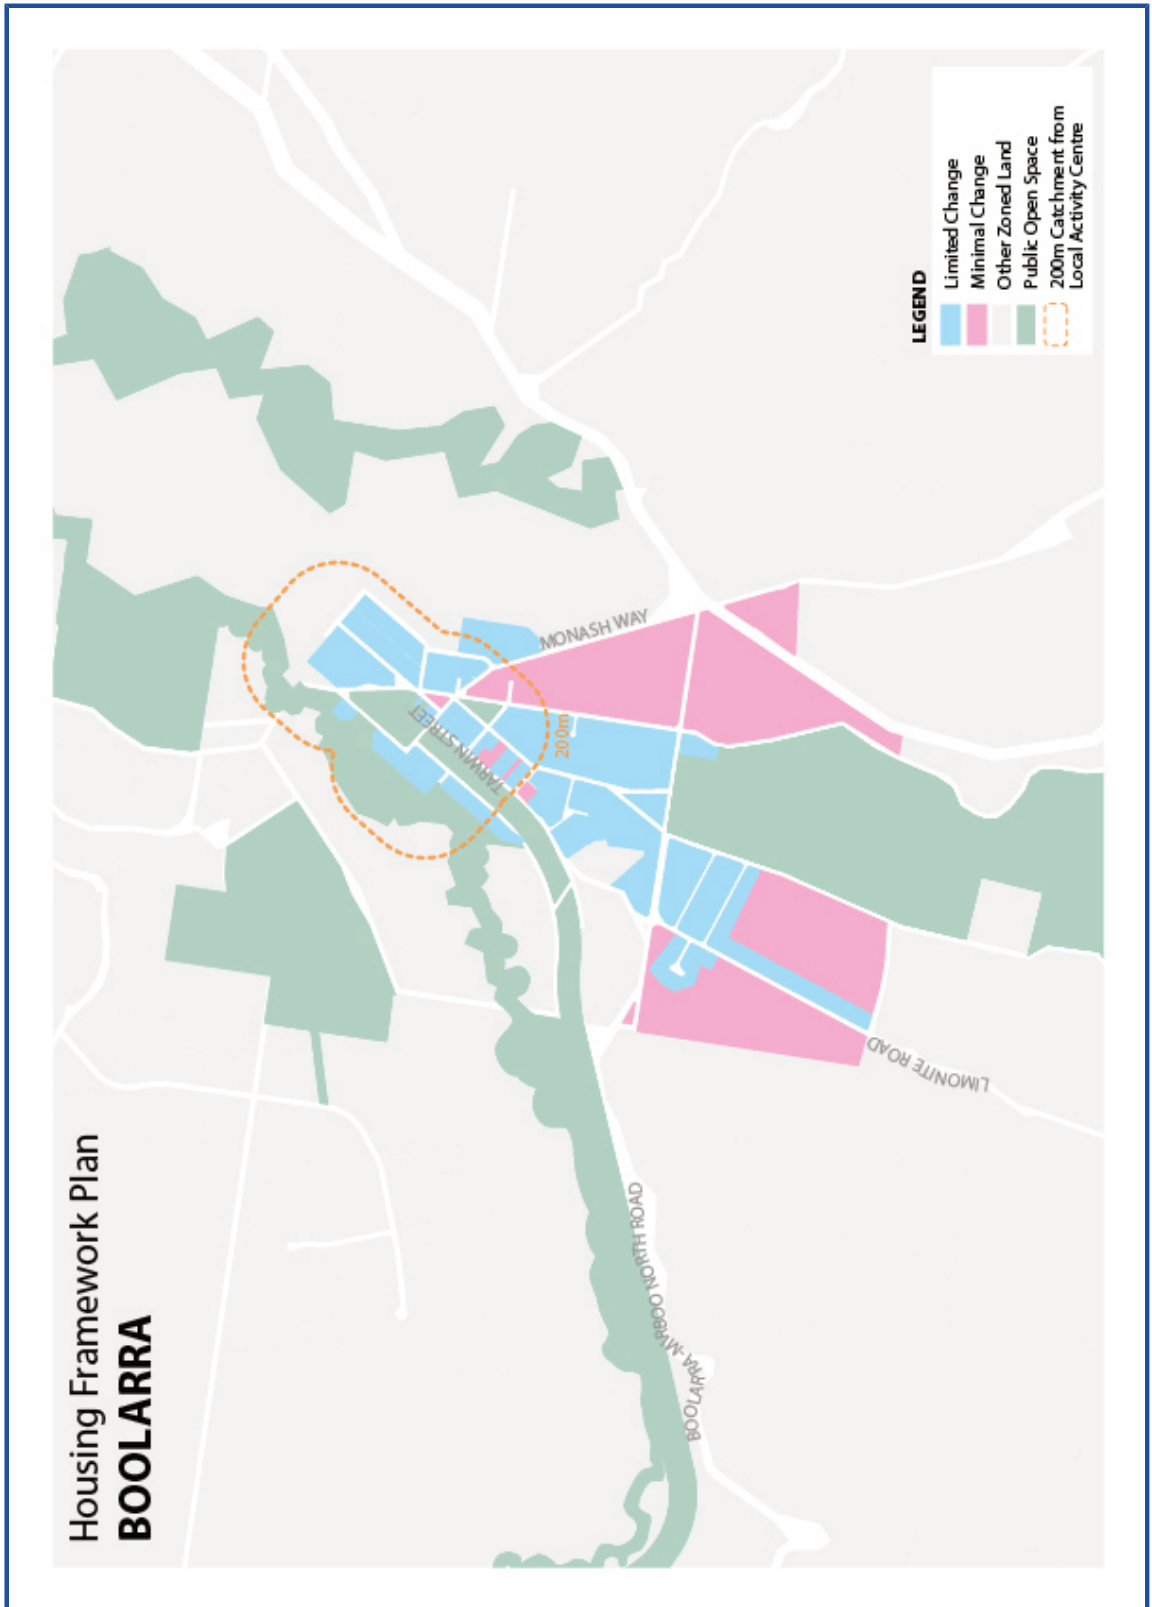 Housing Framework Plan
BOOLARRA
MONASH WAY
TARWIN STREET
200m
LIMONITE ROAD
BOOLARRA-MIRBOO NORTH ROAD
LEGEND
Limited Change
Minimal Change
Other Zoned Land
Public Open Space
200m Catchment from
Local Activity Centre